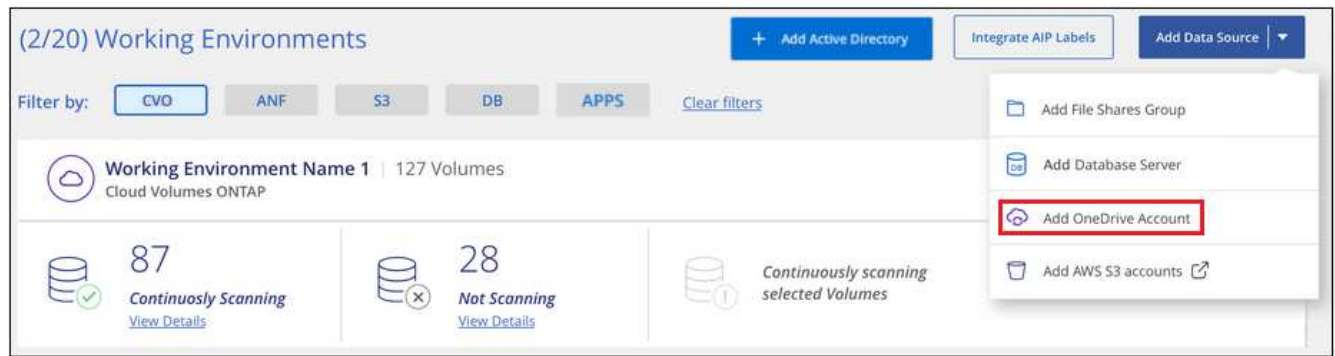 (2/20) Working Environments
+ Add Active Directory
Integrate AIP Labels
Add Data Source
Filter by: CVO ANF S3 DB APPS Clear filters
Working Environment Name 1 | 127 Volumes
Cloud Volumes ONTAP
87
Continuosly Scanning
View Details
28
Not Scanning
View Details
Continuously scanning
selected Volumes
Add File Shares Group
DB
Add Database Server
Add OneDrive Account
Add AWS S3 accounts